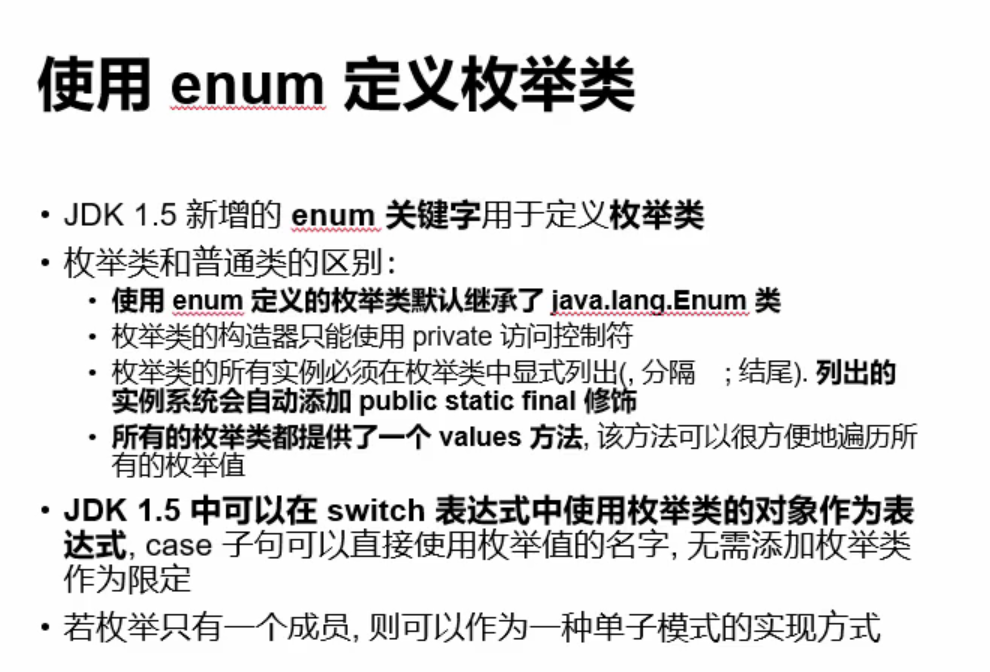 使用 enum 定义枚举类
• JDK 1.5 新增的 enum 关键字用于定义枚举类
• 枚举类和普通类的区别：
• 使用 enum 定义的枚举类默认继承了 java.lang.Enum 类
• 枚举类的构造器只能使用 private 访问控制符
• 枚举类的所有实例必须在枚举类中显式列出(, 分隔 ; 结尾). 列出的
实例系统会自动添加 public static final 修饰
• 所有的枚举类都提供了一个 values 方法, 该方法可以很方便地遍历所
有的枚举值
• JDK 1.5 中可以在 switch 表达式中使用枚举类的对象作为表
达式, case 子句可以直接使用枚举值的名字, 无需添加枚举类
作为限定
• 若枚举只有一个成员, 则可以作为一种单子模式的实现方式